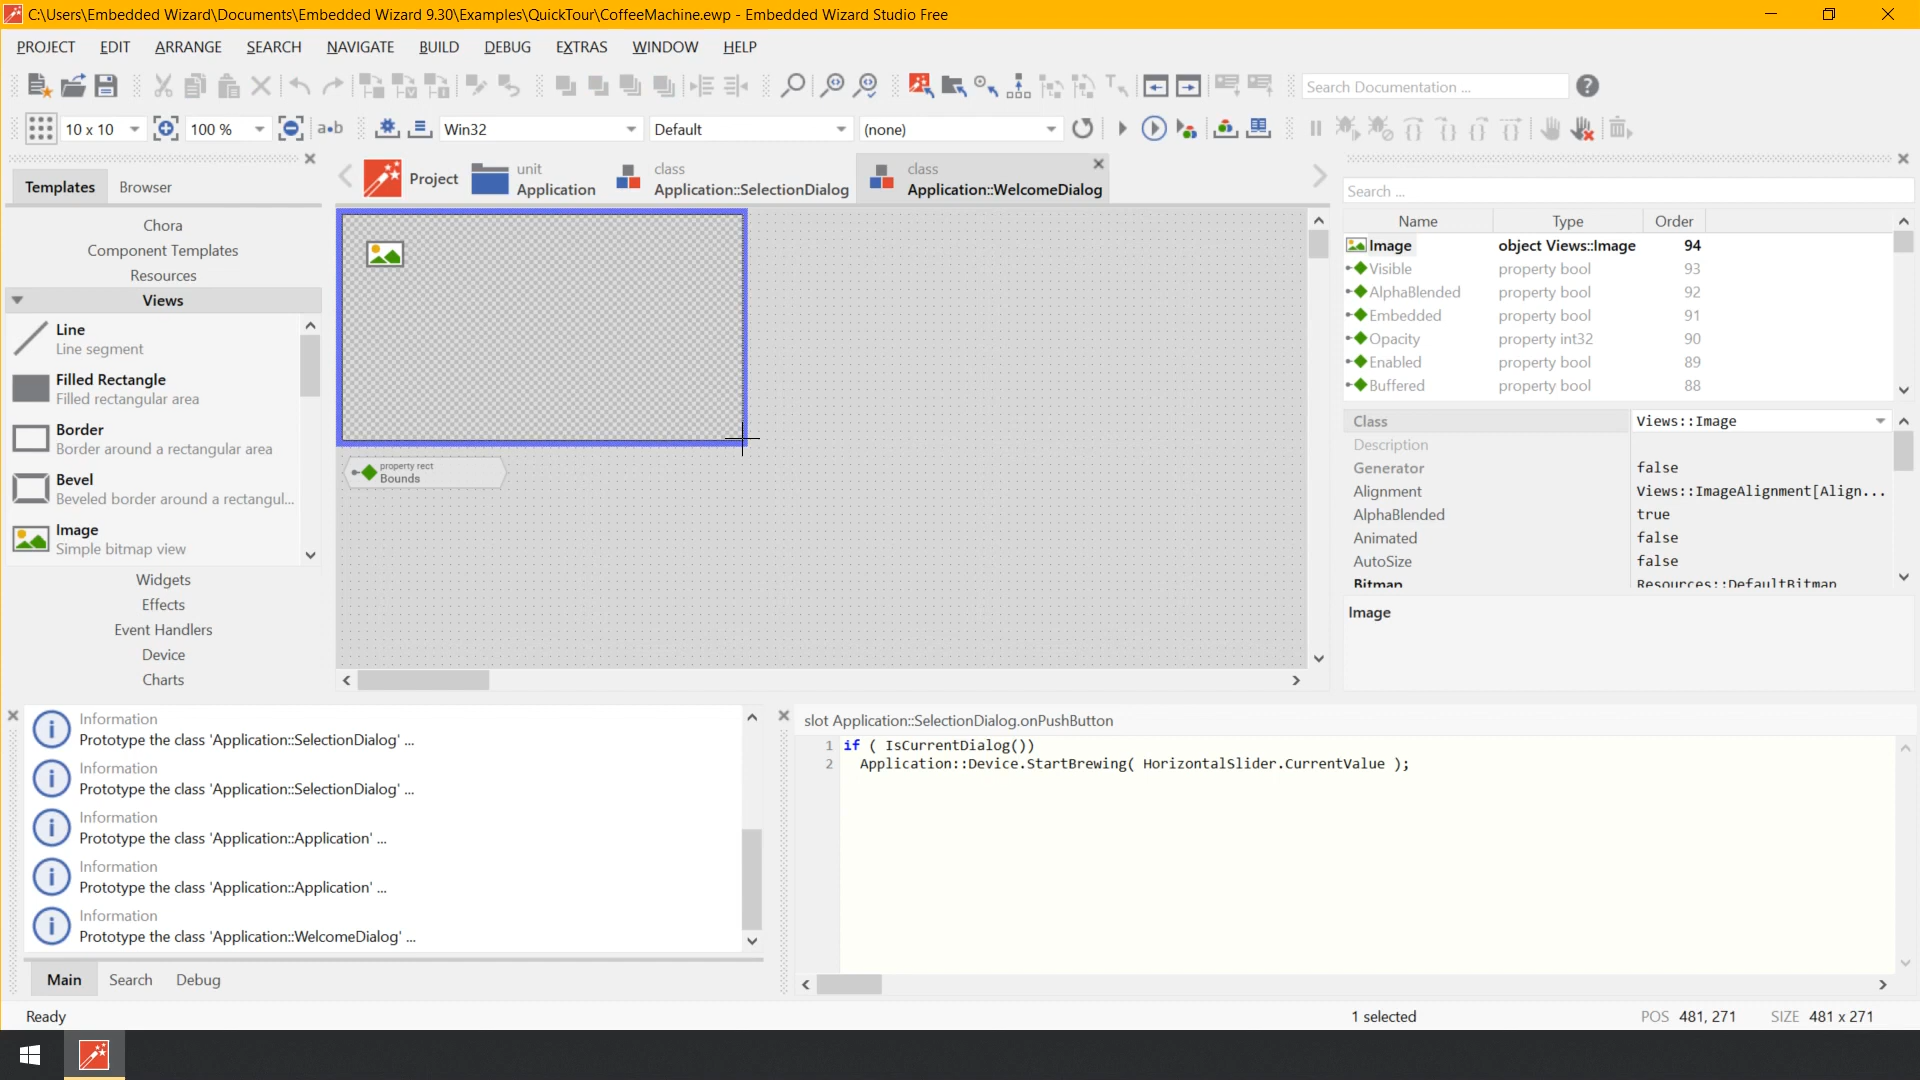 C:\Users\Embedded Wizard\Documents\Embedded Wizard 9.30\Examples\QuickTour\CoffeeMachine.ewp - Embedded Wizard Studio Free
PROJECT EDIT ARRANGE SEARCH NAVIGATE BUILD DEBUG EXTRAS WINDOW HELP
Search Documentation ...
10 x 10 100 % a•b Win32 Default (none)
Templates Browser
Chora
Component Templates
Resources
Views
Line
Line segment
Filled Rectangle
Filled rectangular area
Border
Border around a rectangular area
Bevel
Beveled border around a rectangul...
Image
Simple bitmap view
Widgets
Effects
Event Handlers
Device
Charts
Project
unit
Application
class
Application::SelectionDialog
class
Application::WelcomeDialog
property rect
Bounds
Search ...
Name Type Order
Image object Views::Image 94
Visible property bool 93
AlphaBlended property bool 92
Embedded property bool 91
Opacity property int32 90
Enabled property bool 89
Buffered property bool 88
Class Views::Image
Description
Generator false
Alignment Views::ImageAlignment[Align...
AlphaBlended true
Animated false
AutoSize false
Bitmap Resources::DefaultBitmap
Image
Information
Prototype the class 'Application::SelectionDialog' ...
Information
Prototype the class 'Application::SelectionDialog' ...
Information
Prototype the class 'Application::Application' ...
Information
Prototype the class 'Application::Application' ...
Information
Prototype the class 'Application::WelcomeDialog' ...
Main Search Debug
slot Application::SelectionDialog.onPushButton
1 if ( IsCurrentDialog())
2 Application::Device.StartBrewing( HorizontalSlider.CurrentValue );
Ready
1 selected
POS 481, 271 SIZE 481 x 271